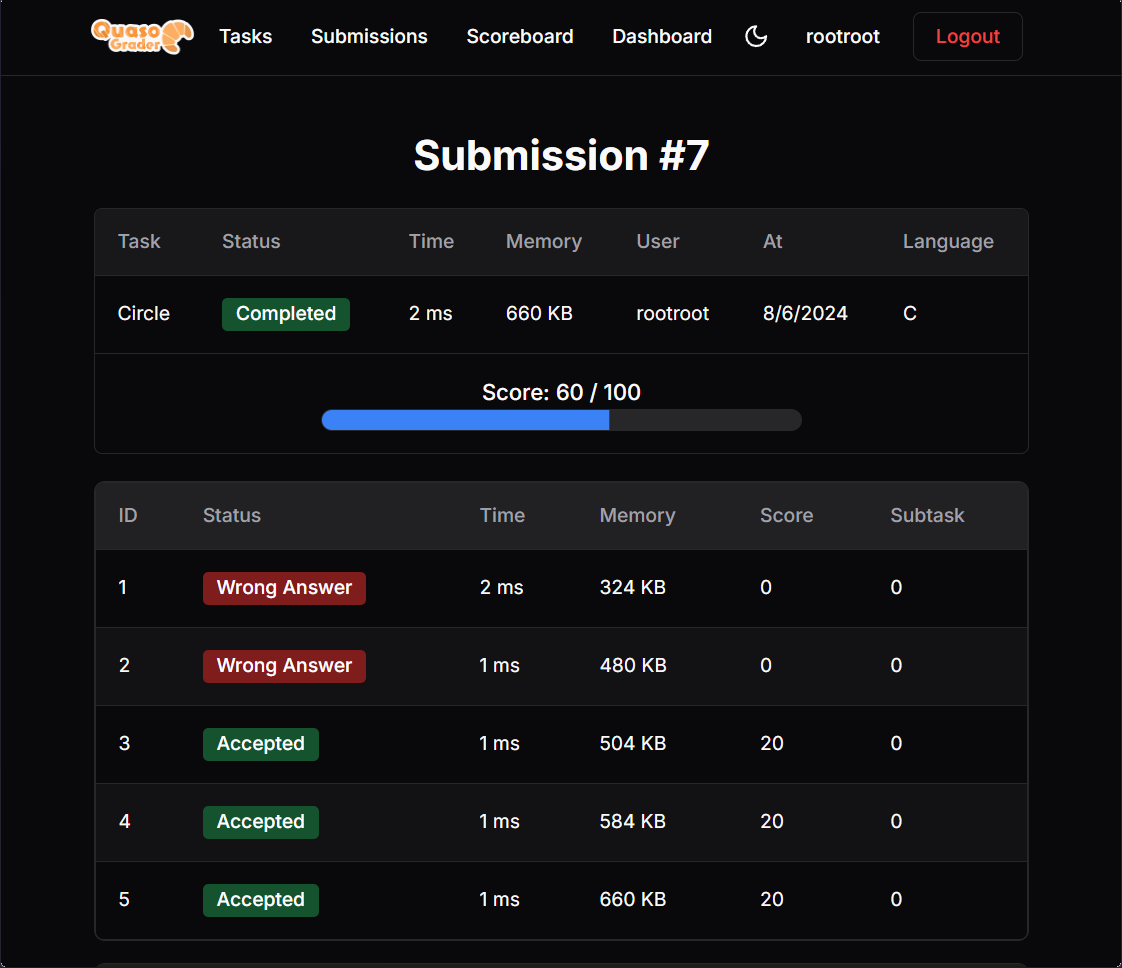 Quaso Grader Tasks Submissions Scoreboard Dashboard rootroot Logout
Submission #7
Task Status Time Memory User At Language
Circle Completed 2 ms 660 KB rootroot 8/6/2024 C
Score: 60 / 100
ID Status Time Memory Score Subtask
1 Wrong Answer 2 ms 324 KB 0 0
2 Wrong Answer 1 ms 480 KB 0 0
3 Accepted 1 ms 504 KB 20 0
4 Accepted 1 ms 584 KB 20 0
5 Accepted 1 ms 660 KB 20 0